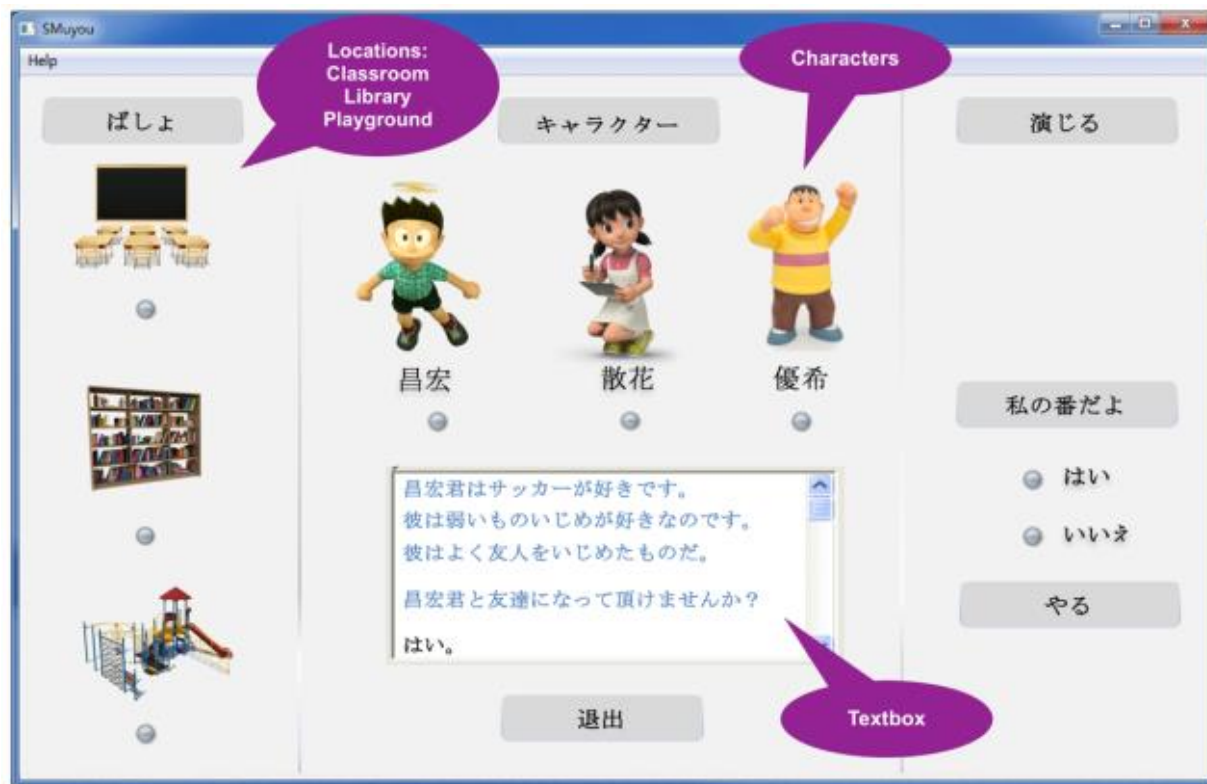 SMuyou
Help
Locations:
Classroom
Library
Playground
Characters
ばしょ
キャラクター
演じる
昌宏
散花
優希
私の番だよ
はい
いいえ
昌宏君はサッカーが好きです。
彼は弱いものいじめが好きなのです。
彼はよく友人をいじめたものだ。
昌宏君と友達になって頂けませんか？
はい。
やる
退出
Textbox